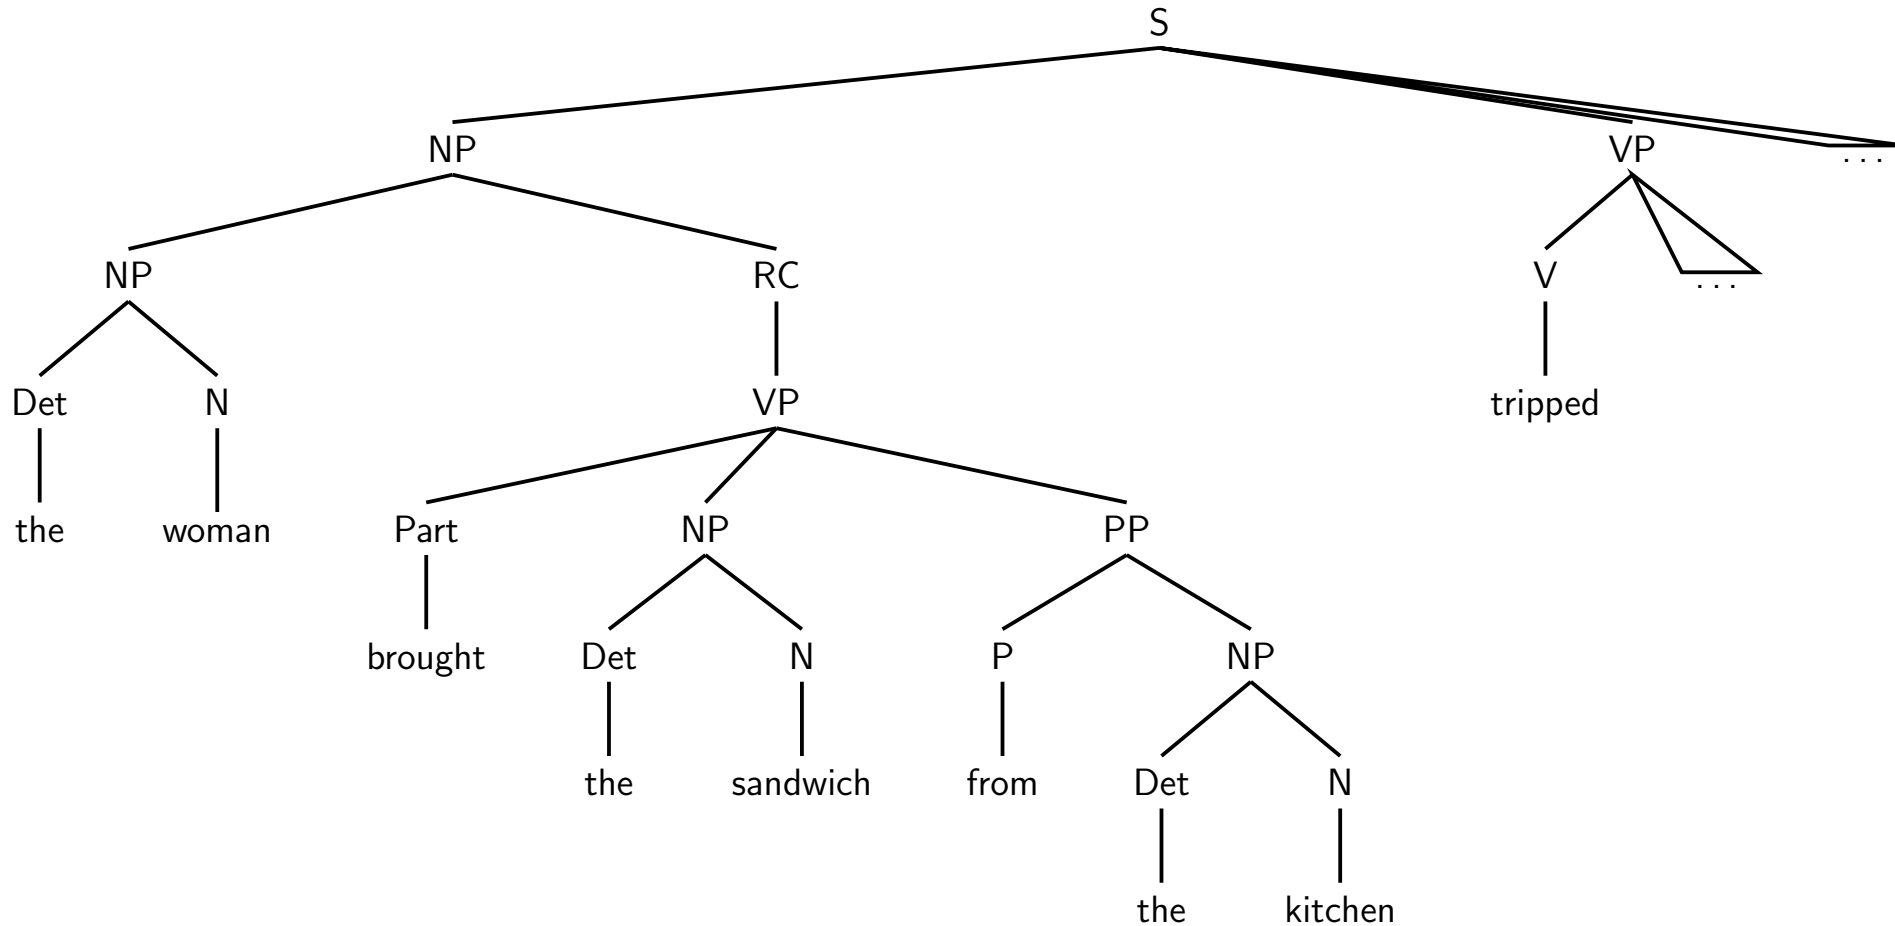 S
NP VP ...
NP RC V ...
Det N VP tripped
the woman Part NP PP
brought Det N P NP
the sandwich from Det N
the kitchen